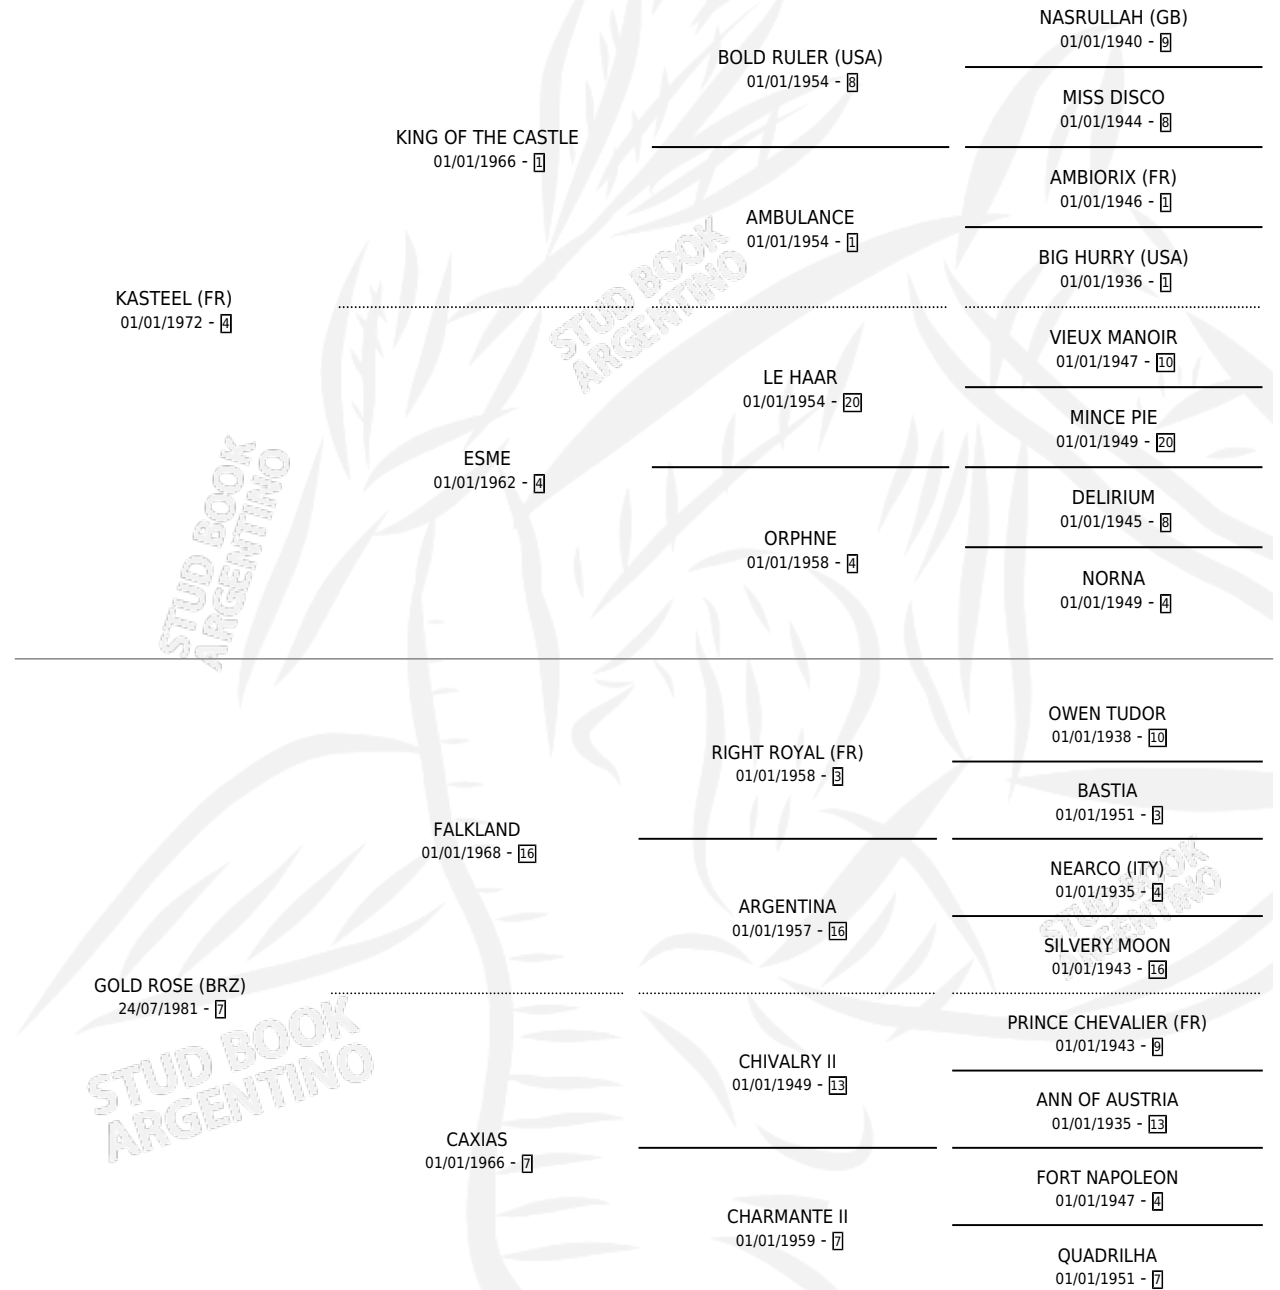 NASRULLAH (GB)
01/01/1940 - 9
BOLD RULER (USA)
01/01/1954 - 8
MISS DISCO
01/01/1944 - 8
KING OF THE CASTLE
01/01/1966 - 1
AMBIORIX (FR)
01/01/1946 - 1
AMBULANCE
01/01/1954 - 1
BIG HURRY (USA)
01/01/1936 - 1
KASTEEL (FR)
01/01/1972 - 4
VIEUX MANOIR
01/01/1947 - 10
LE HAAR
01/01/1954 - 20
MINCE PIE
01/01/1949 - 20
ESME
01/01/1962 - 4
DELIRIUM
01/01/1945 - 8
ORPHNE
01/01/1958 - 4
NORNA
01/01/1949 - 4
OWEN TUDOR
01/01/1938 - 10
RIGHT ROYAL (FR)
01/01/1958 - 3
BASTIA
01/01/1951 - 3
FALKLAND
01/01/1968 - 16
NEARCO (ITY)
01/01/1935 - 4
ARGENTINA
01/01/1957 - 16
SILVERY MOON
01/01/1943 - 16
GOLD ROSE (BRZ)
24/07/1981 - 7
PRINCE CHEVALIER (FR)
01/01/1943 - 9
CHIVALRY II
01/01/1949 - 13
ANN OF AUSTRIA
01/01/1935 - 13
CAXIAS
01/01/1966 - 7
FORT NAPOLEON
01/01/1947 - 4
CHARMANTE II
01/01/1959 - 7
QUADRILHA
01/01/1951 - 7
STUD BOOK
ARGENTINO
STUD BOOK
ARGENTINO
STUD BOOK
ARGENTINO
STUD BOOK
ARGENTINO